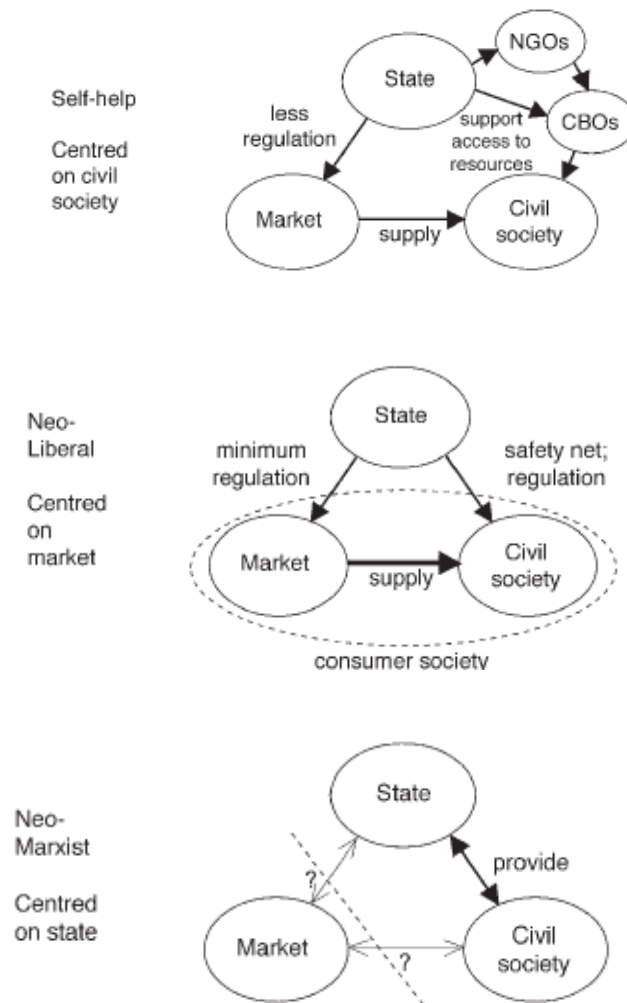 Self-help
Centred
on civil
society
State
NGOs
CBOs
less
regulation
support
access to
resources
Market
supply
Civil
society
Neo-
Liberal
Centred
on
market
State
minimum
regulation
safety net;
regulation
Market
supply
Civil
society
consumer society
Neo-
Marxist
Centred
on state
State
?
provide
Market
?
Civil
society